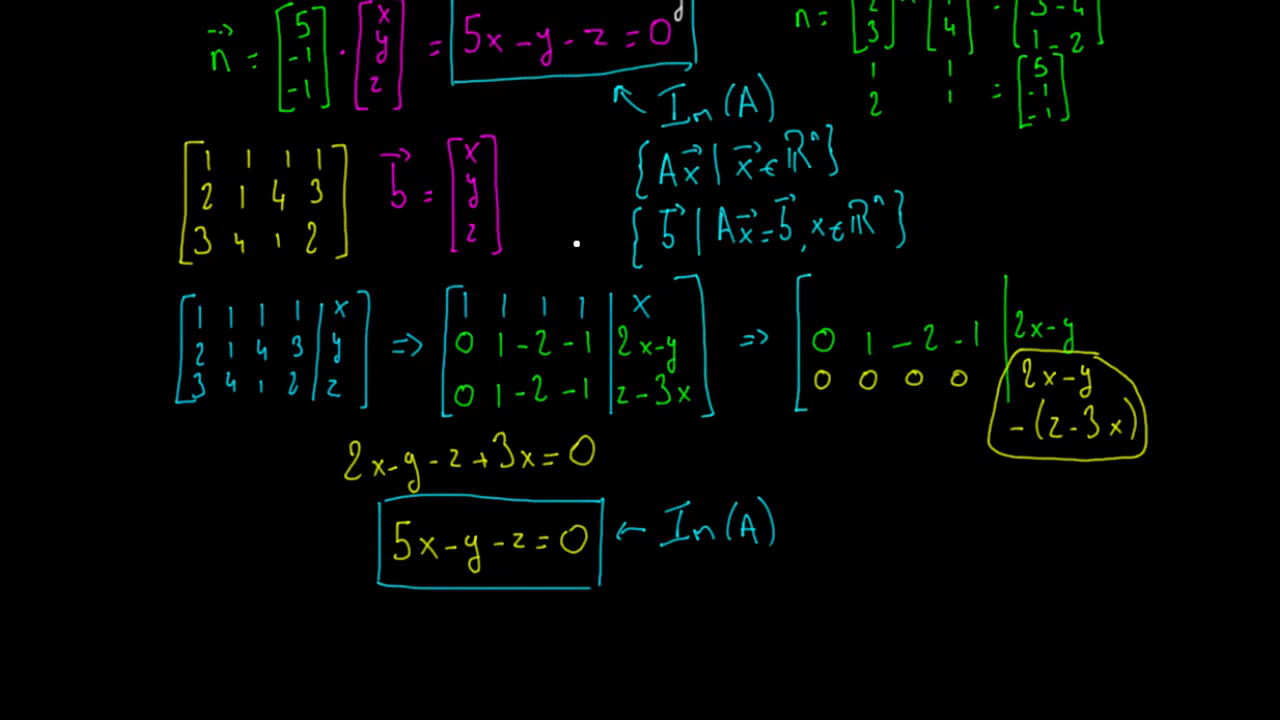 n⃗ = [5 -1 -1] · [x y z] = 5x-y-z=0
n = [ 2 3 ] [ 1 4 ] = [ 3-4 1-2 ]
1 1
2 1 = [5 -1 -1]
Im(A)
{Ax⃗ | x⃗ ∈ ℝⁿ}
{b⃗ | Ax⃗ = b⃗, x ∈ ℝⁿ}
1 1 1 1
2 1 4 3
3 4 1 2
b⃗ = [x y z]
1 1 1 1 | x
2 1 4 3 | y
3 4 1 2 | z
=>
1 1 1 1 | x
0 1 -2 -1 | 2x-y
0 1 -2 -1 | z-3x
=>
0 1 -2 -1 | 2x-y
0 0 0 0 | 2x-y
-(z-3x)
2x-y-z+3x=0
5x-y-z=0 ← Im(A)